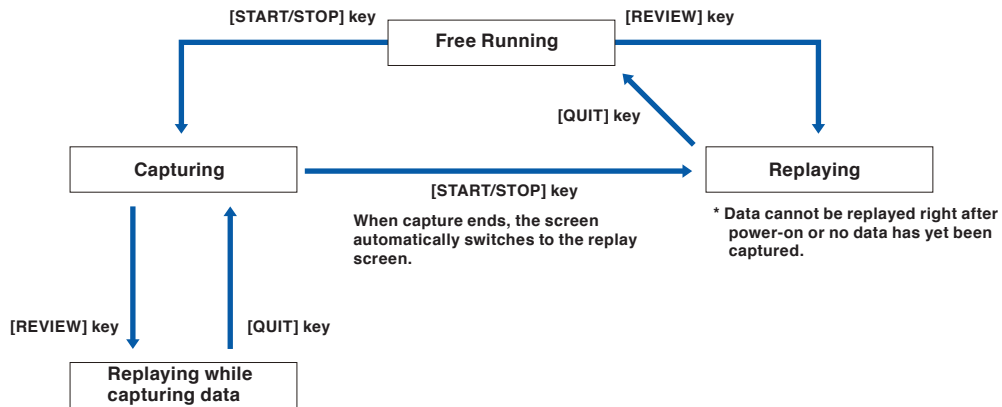 [START/STOP] key
[REVIEW] key
Free Running
[QUIT] key
Capturing
Replaying
[START/STOP] key
When capture ends, the screen
automatically switches to the replay
screen.
* Data cannot be replayed right after
power-on or no data has yet been
captured.
[REVIEW] key
[QUIT] key
Replaying while
capturing data